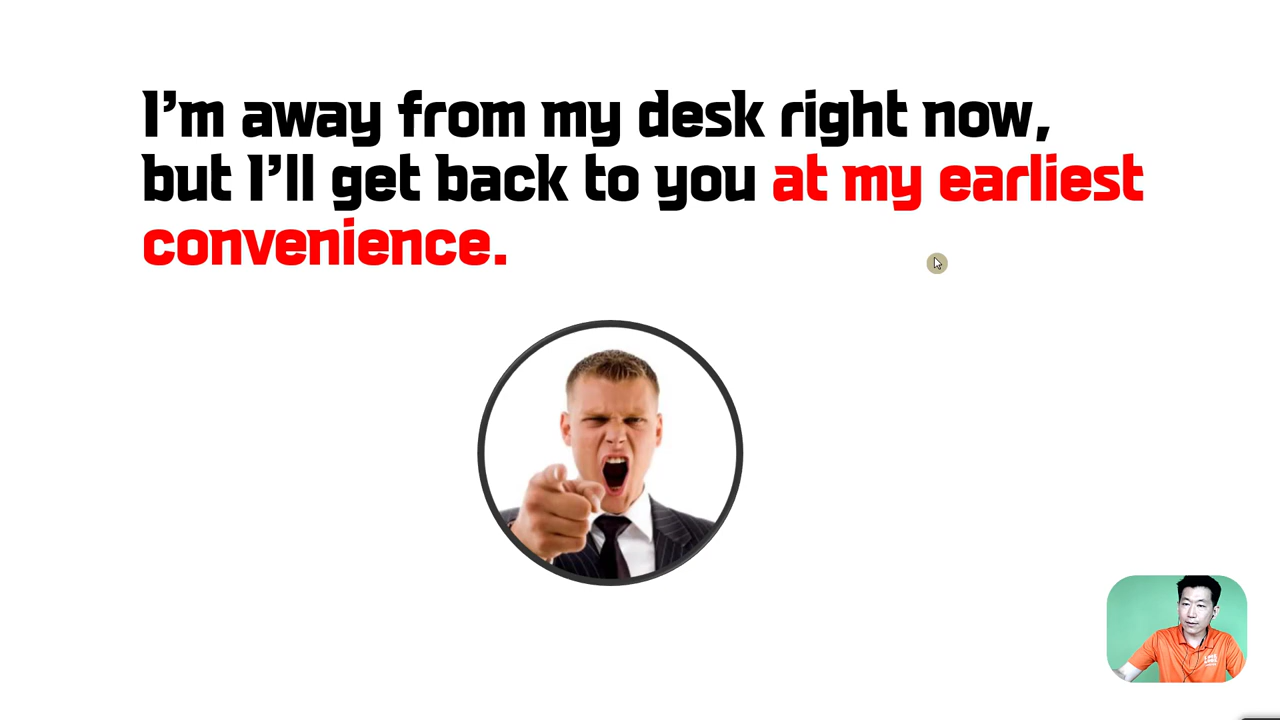 I’m away from my desk right now,
but I’ll get back to you at my earliest
convenience.